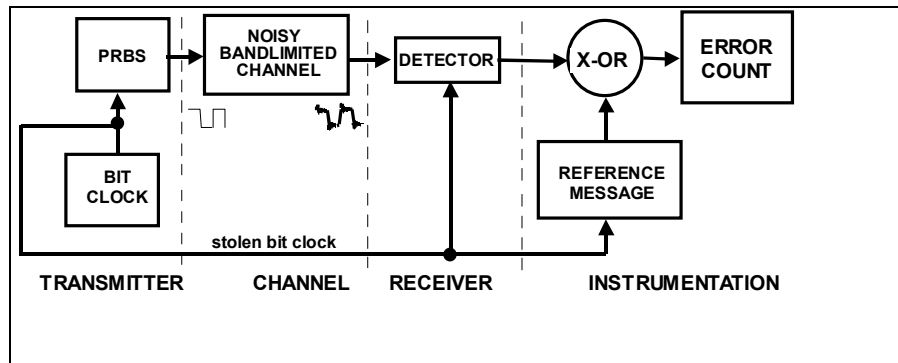 PRBS
NOISY
BANDLIMITED
CHANNEL
DETECTOR
X-OR
ERROR
COUNT
BIT
CLOCK
REFERENCE
MESSAGE
stolen bit clock
TRANSMITTER
CHANNEL
RECEIVER
INSTRUMENTATION